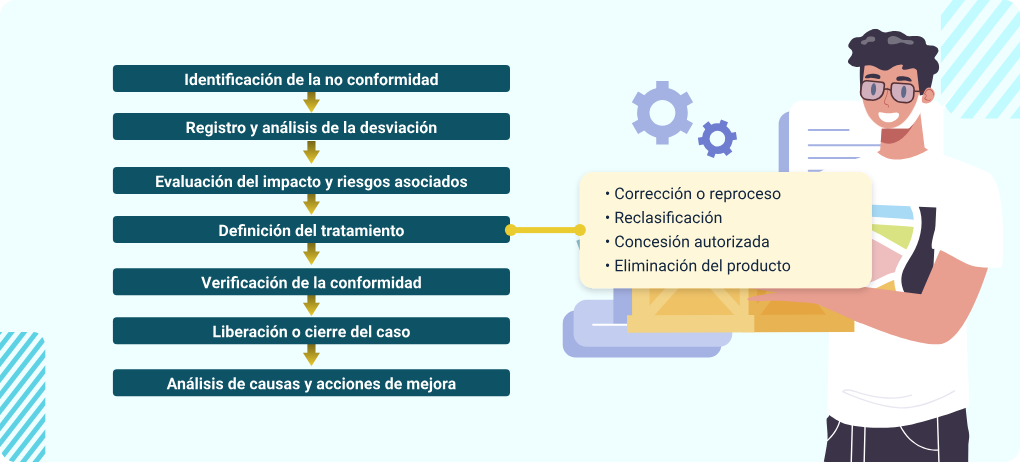 Identificación de la no conformidad
Registro y análisis de la desviación
Evaluación del impacto y riesgos asociados
Definición del tratamiento
• Corrección o reproceso
• Reclasificación
• Concesión autorizada
• Eliminación del producto
Verificación de la conformidad
Liberación o cierre del caso
Análisis de causas y acciones de mejora